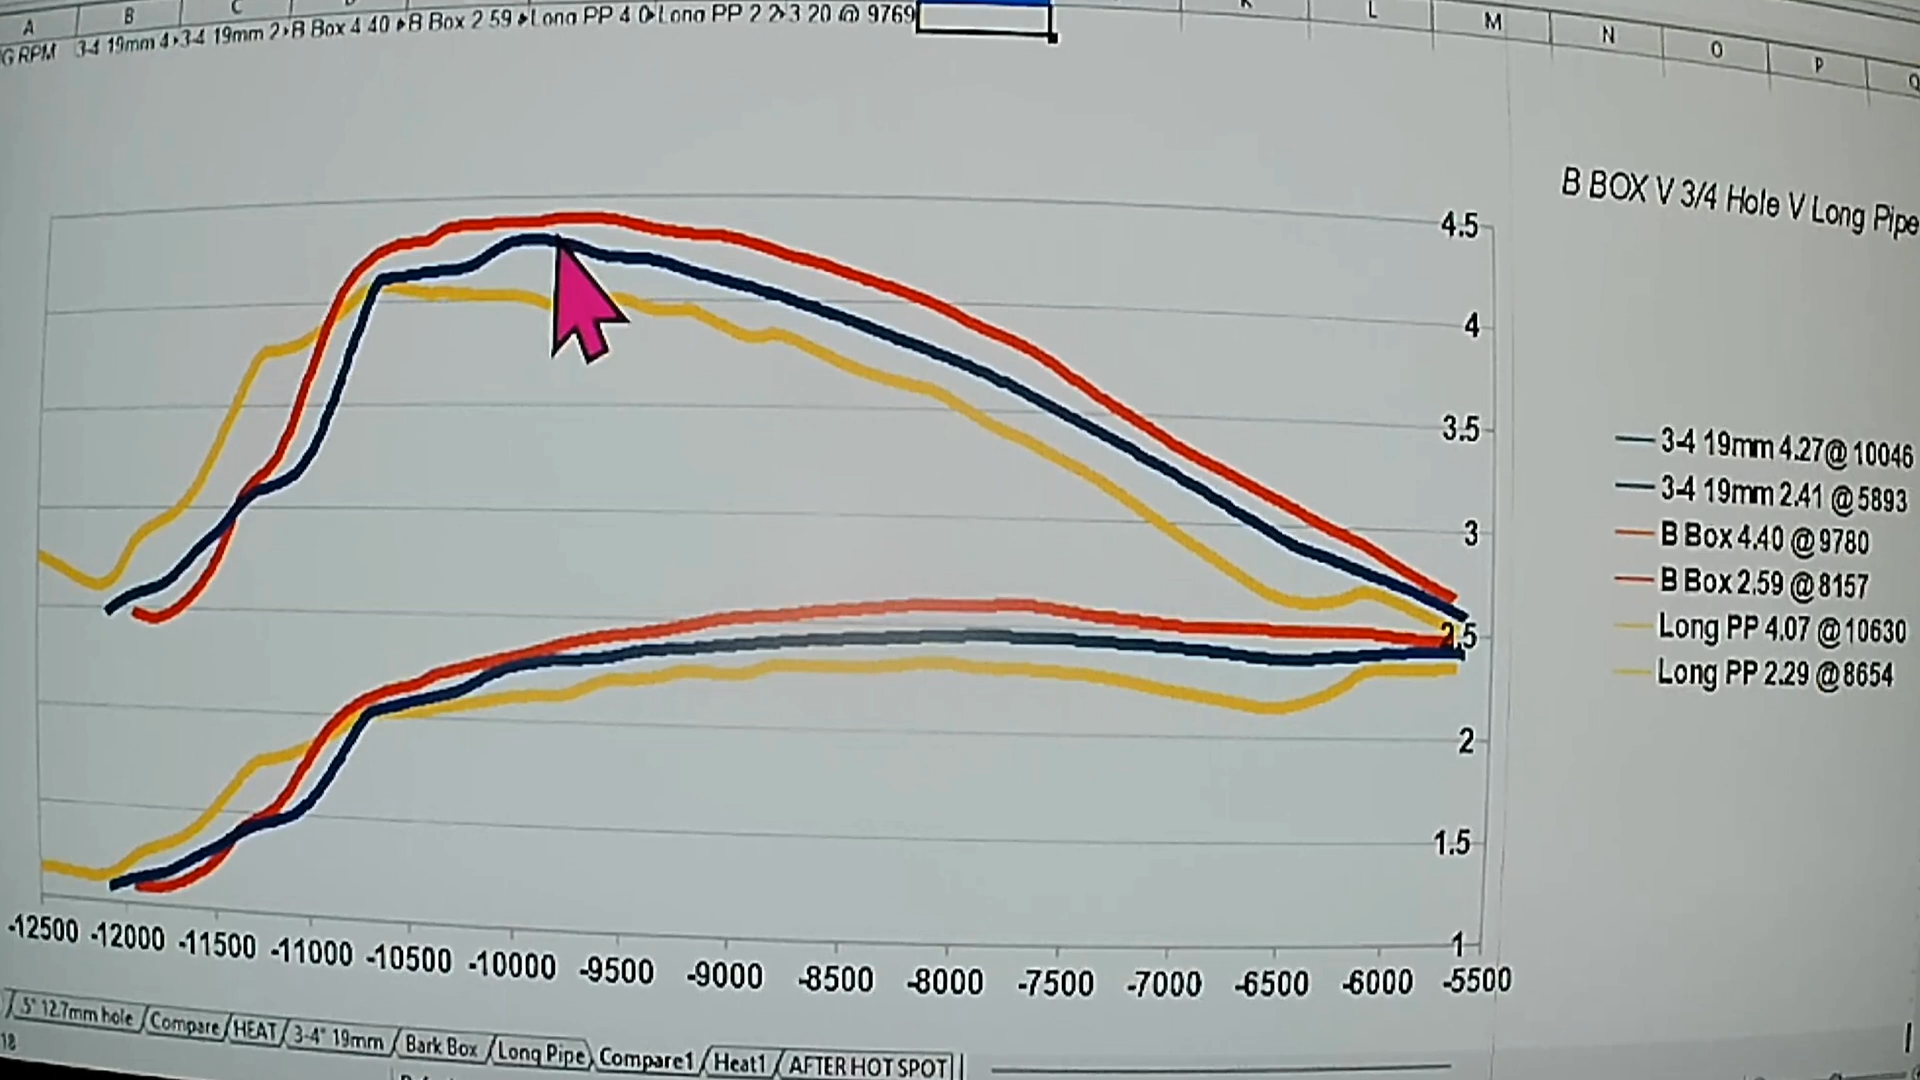 A B C K L M N O P Q
G RPM 3-4 19mm 4 3-4 19mm 2 B Box 4 40 B Box 2 59 Long PP 4 0 Long PP 2 2 3 20 @ 9769
B BOX V 3/4 Hole V Long Pipe
4.5
4
3.5
3
2.5
2
1.5
1
3-4 19mm 4.27@ 10046
3-4 19mm 2.41 @ 5893
B Box 4.40 @ 9780
B Box 2.59 @ 8157
Long PP 4.07 @ 10630
Long PP 2.29 @ 8654
-12500 -12000 -11500 -11000 -10500 -10000 -9500 -9000 -8500 -8000 -7500 -7000 -6500 -6000 -5500
.5" 12.7mm hole Compare HEAT 3-4" 19mm Bark Box Long Pipe Compare1 Heat1 AFTER HOT SPOT
18